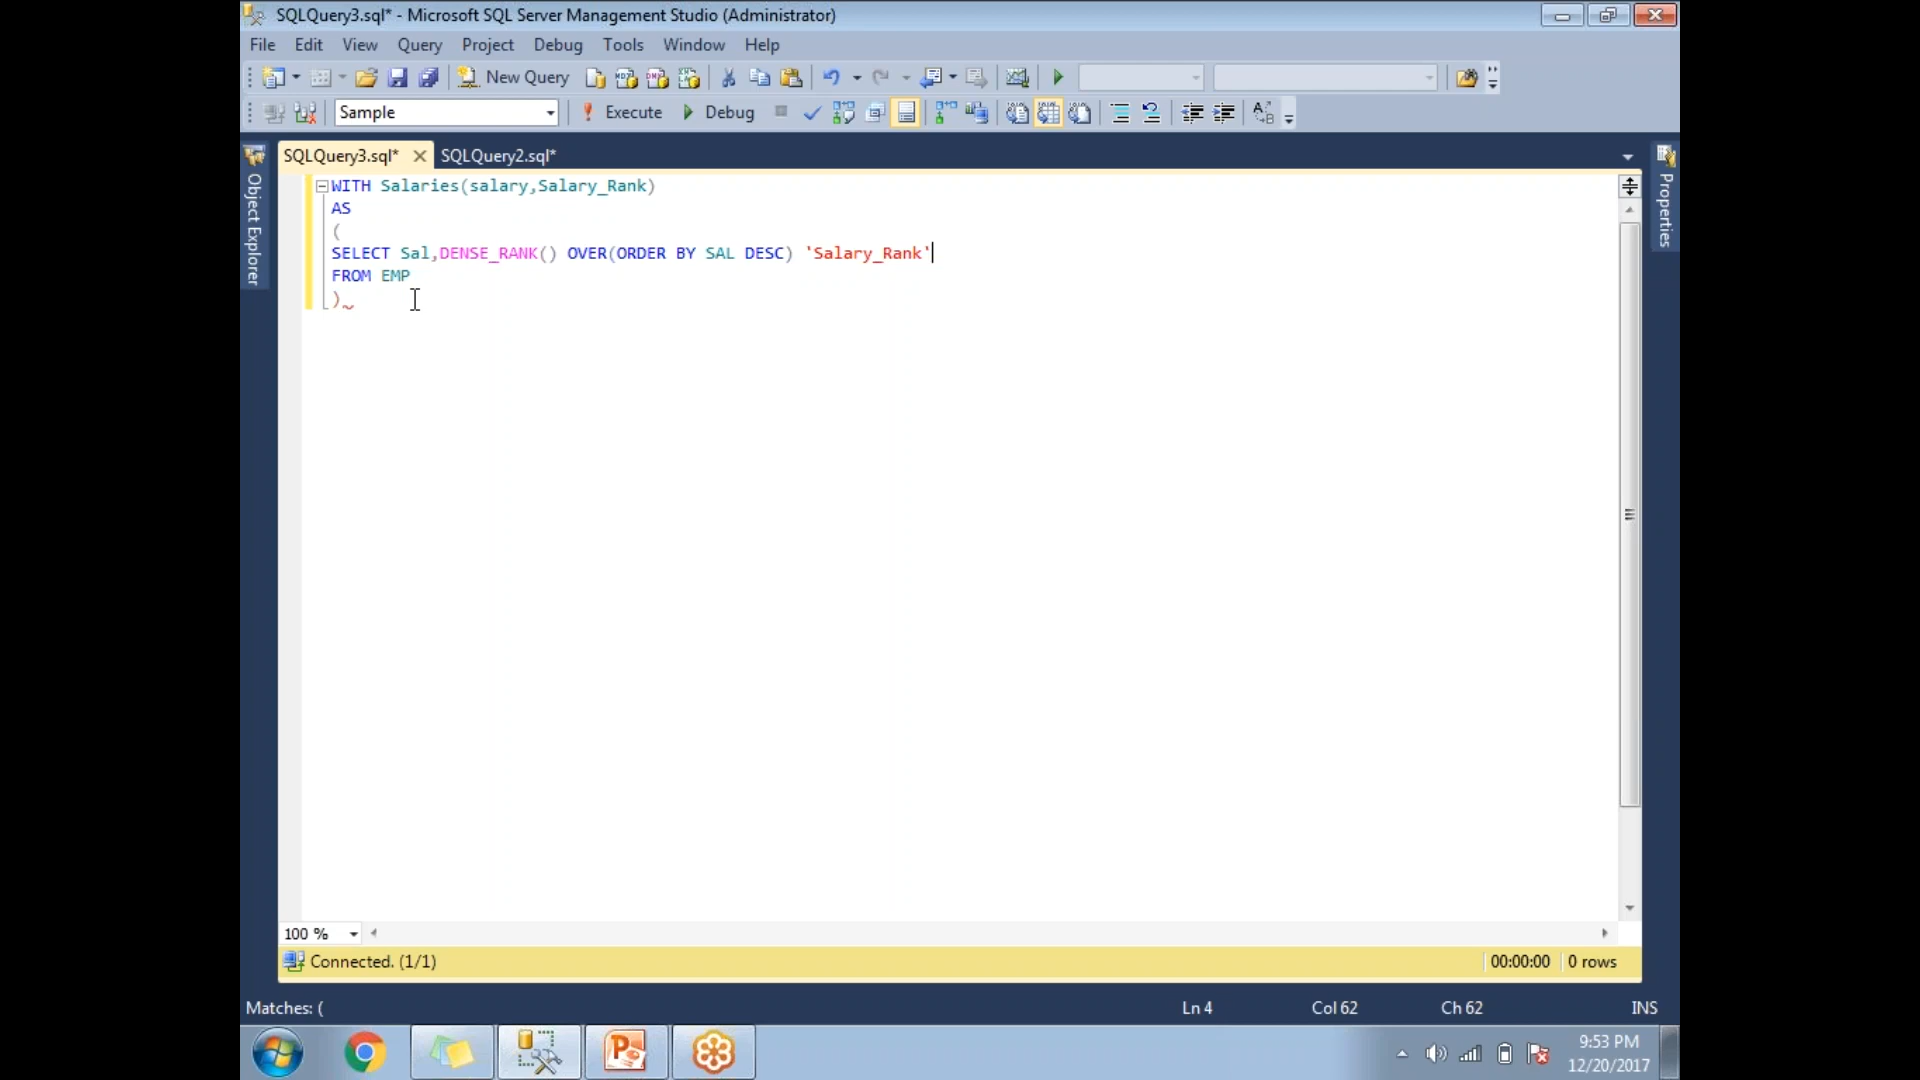 SQLQuery3.sql* - Microsoft SQL Server Management Studio (Administrator)
File Edit View Query Project Debug Tools Window Help
New Query
Sample Execute Debug
SQLQuery3.sql* SQLQuery2.sql*
Object Explorer
Properties
WITH Salaries(salary,Salary_Rank)
AS
(
SELECT Sal,DENSE_RANK() OVER(ORDER BY SAL DESC) 'Salary_Rank'
FROM EMP
)
100 %
Connected. (1/1) 00:00:00 0 rows
Matches: ( Ln 4 Col 62 Ch 62 INS
9:53 PM
12/20/2017